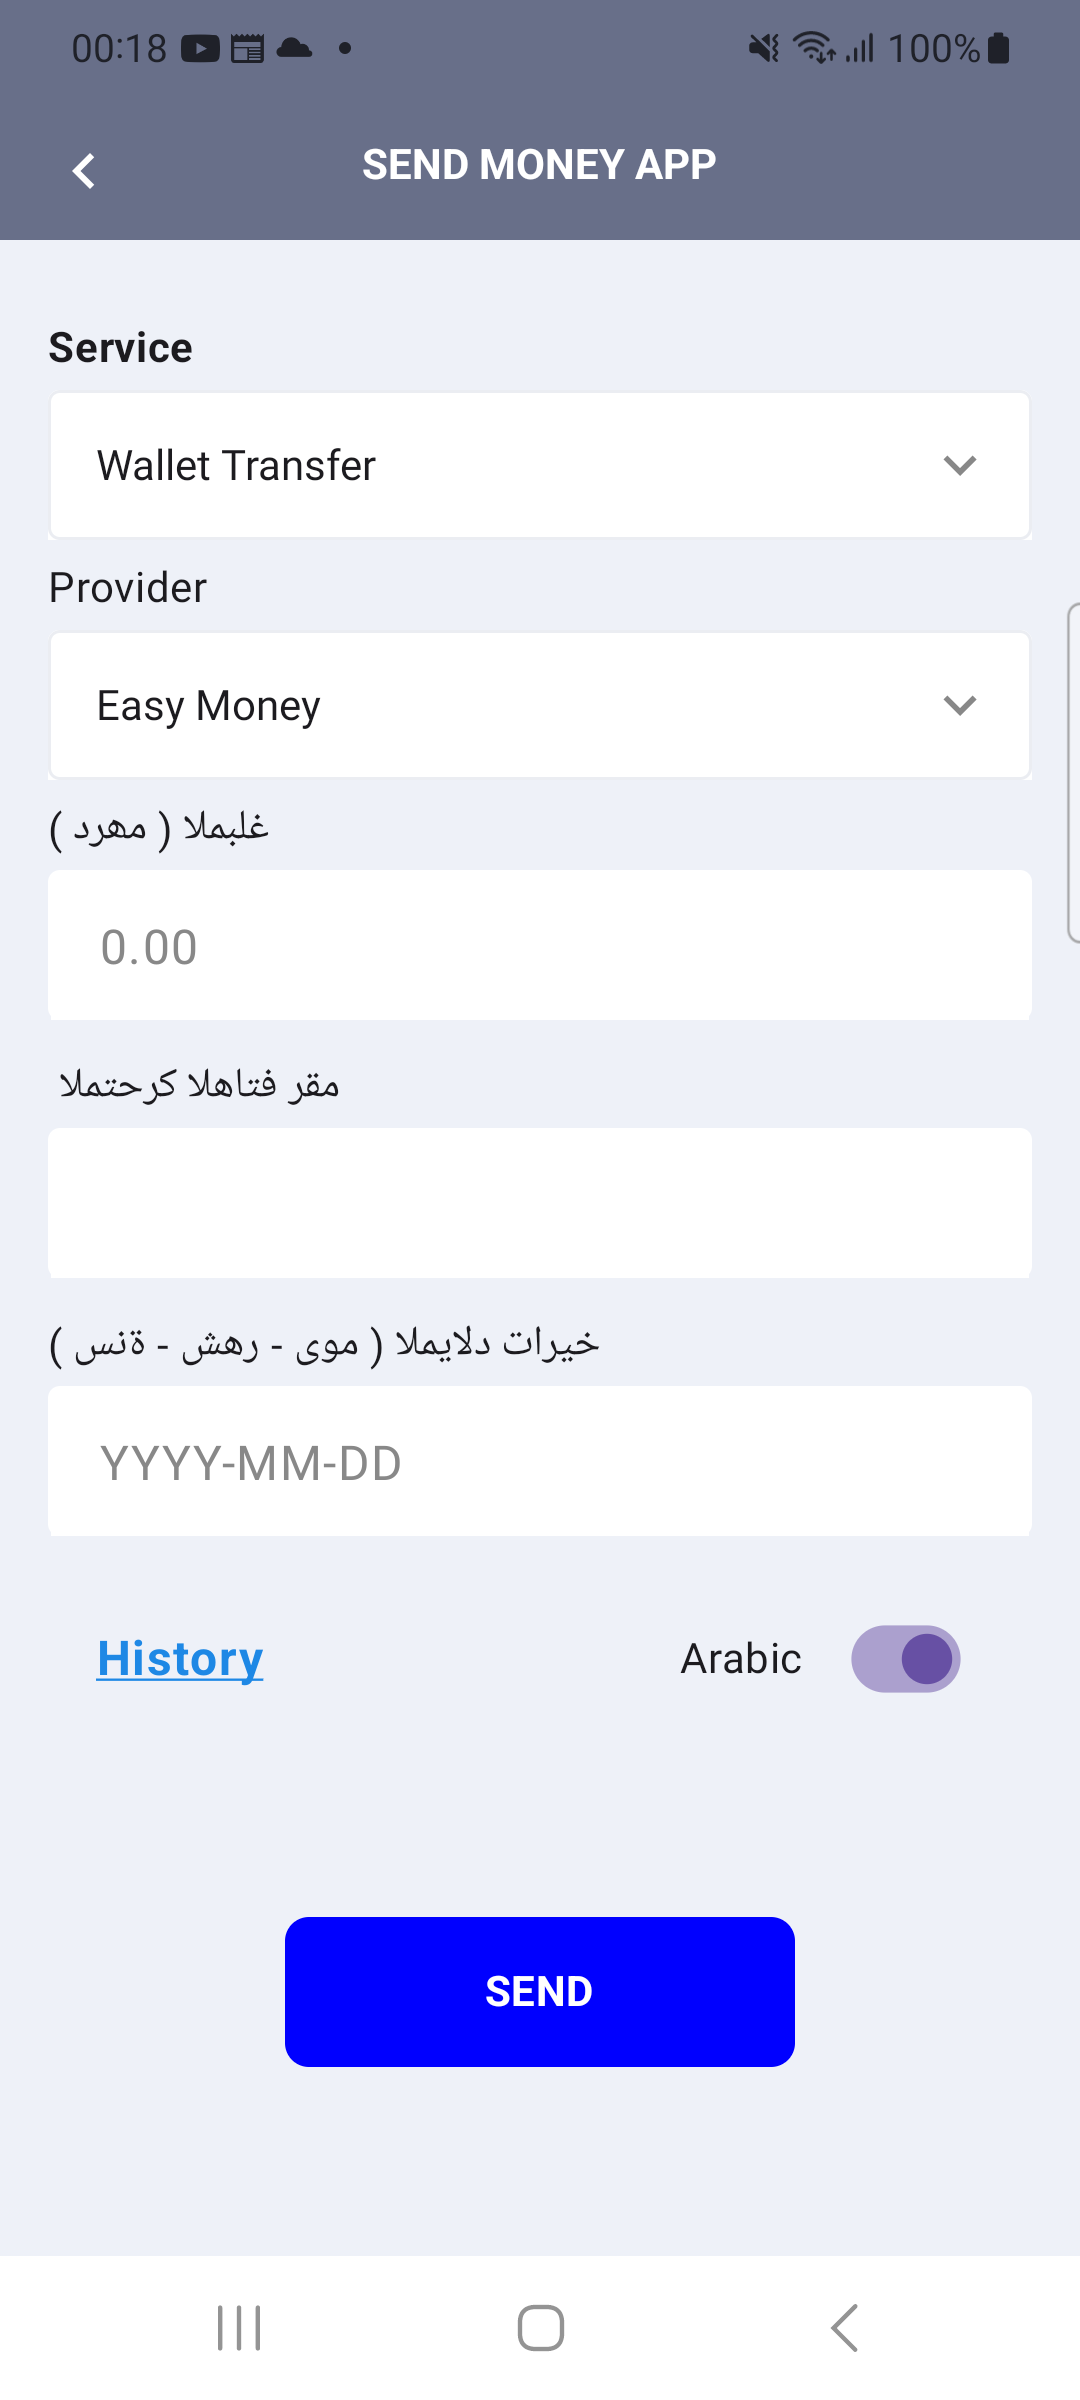 00:18 100%
SEND MONEY APP
Service
Wallet Transfer
Provider
Easy Money
غلبملا ( مهرد )
0.00
مقر فتاهلا كرحتملا
خيرات دلايملا ( موى - رهش - ةنس )
YYYY-MM-DD
History Arabic
SEND